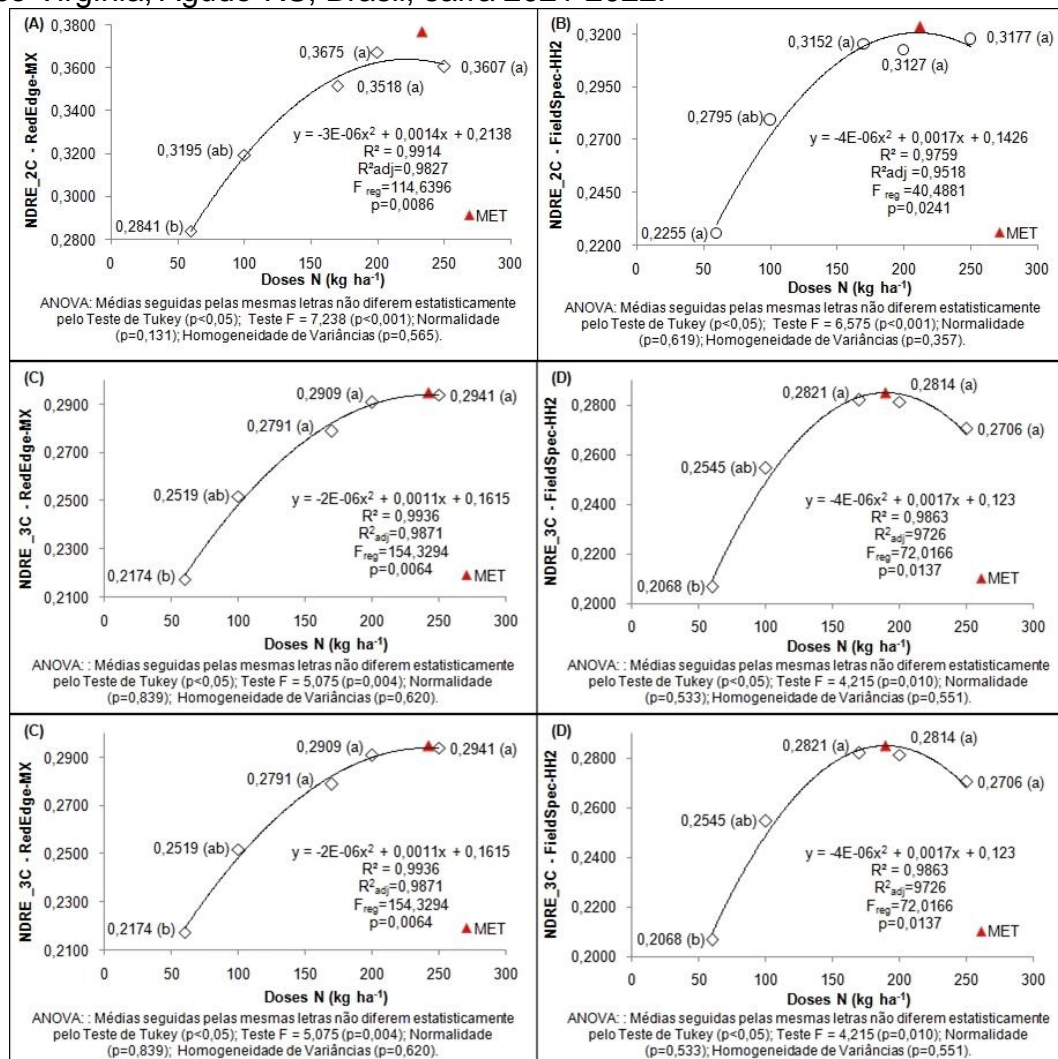 Virgínia, Agudo-RS, Brasil, safra 2021-2022.
(A)
NDRE_2C - RedEdge-MX
0,3800
0,3600
0,3400
0,3200
0,3000
0,2800
0,3675 (a)
0,3607 (a)
0,3518 (a)
0,3195 (ab)
0,2841 (b)
y = -3E-06x² + 0,0014x + 0,2138
R² = 0,9914
R²adj=0,9827
F reg=114,6396
p=0,0086
MET
0 50 100 150 200 250 300
Doses N (kg ha⁻¹)
ANOVA: Médias seguidas pelas mesmas letras não diferem estatisticamente
pelo Teste de Tukey (p<0,05); Teste F = 7,238 (p<0,001); Normalidade
(p=0,131); Homogeneidade de Variâncias (p=0,565).
(B)
NDRE_2C - FieldSpec-HH2
0,3200
0,2950
0,2700
0,2450
0,2200
0,3152 (a)
0,3177 (a)
0,3127 (a)
0,2795 (ab)
0,2255 (a)
y = -4E-06x² + 0,0017x + 0,1426
R² = 0,9759
R²adj =0,9518
F reg =40,4881
p=0,0241
MET
0 50 100 150 200 250 300
Doses N (kg ha⁻¹)
ANOVA: Médias seguidas pelas mesmas letras não diferem estatisticamente
pelo Teste de Tukey (p<0,05); Teste F = 6,575 (p<0,001); Normalidade
(p=0,619); Homogeneidade de Variâncias (p=0,357).
(C)
NDRE_3C - RedEdge-MX
0,2900
0,2700
0,2500
0,2300
0,2100
0,2909 (a)
0,2941 (a)
0,2791 (a)
0,2519 (ab)
0,2174 (b)
y = -2E-06x² + 0,0011x + 0,1615
R² = 0,9936
R²adj=0,9871
Freg=154,3294
p=0,0064
MET
0 50 100 150 200 250 300
Doses N (kg ha⁻¹)
ANOVA: : Médias seguidas pelas mesmas letras não diferem estatisticamente
pelo Teste de Tukey (p<0,05); Teste F = 5,075 (p=0,004); Normalidade
(p=0,839); Homogeneidade de Variâncias (p=0,620).
(D)
NDRE_3C - FieldSpec-HH2
0,2800
0,2600
0,2400
0,2200
0,2000
0,2821 (a)
0,2814 (a)
0,2706 (a)
0,2545 (ab)
0,2068 (b)
y = -4E-06x² + 0,0017x + 0,123
R² = 0,9863
R²adj=9726
Freg=72,0166
p=0,0137
MET
0 50 100 150 200 250 300
Doses N (kg ha⁻¹)
ANOVA: : Médias seguidas pelas mesmas letras não diferem estatisticamente
pelo Teste de Tukey (p<0,05); Teste F = 4,215 (p=0,010); Normalidade
(p=0,533); Homogeneidade de Variâncias (p=0,551).
(C)
NDRE_3C - RedEdge-MX
0,2900
0,2700
0,2500
0,2300
0,2100
0,2909 (a)
0,2941 (a)
0,2791 (a)
0,2519 (ab)
0,2174 (b)
y = -2E-06x² + 0,0011x + 0,1615
R² = 0,9936
R²adj=0,9871
Freg=154,3294
p=0,0064
MET
0 50 100 150 200 250 300
Doses N (kg ha⁻¹)
ANOVA: : Médias seguidas pelas mesmas letras não diferem estatisticamente
pelo Teste de Tukey (p<0,05); Teste F = 5,075 (p=0,004); Normalidade
(p=0,839); Homogeneidade de Variâncias (p=0,620).
(D)
NDRE_3C - FieldSpec-HH2
0,2800
0,2600
0,2400
0,2200
0,2000
0,2821 (a)
0,2814 (a)
0,2706 (a)
0,2545 (ab)
0,2068 (b)
y = -4E-06x² + 0,0017x + 0,123
R² = 0,9863
R²adj=9726
Freg=72,0166
p=0,0137
MET
0 50 100 150 200 250 300
Doses N (kg ha⁻¹)
ANOVA: : Médias seguidas pelas mesmas letras não diferem estatisticamente
pelo Teste de Tukey (p<0,05); Teste F = 4,215 (p=0,010); Normalidade
(p=0,533); Homogeneidade de Variâncias (p=0,551).